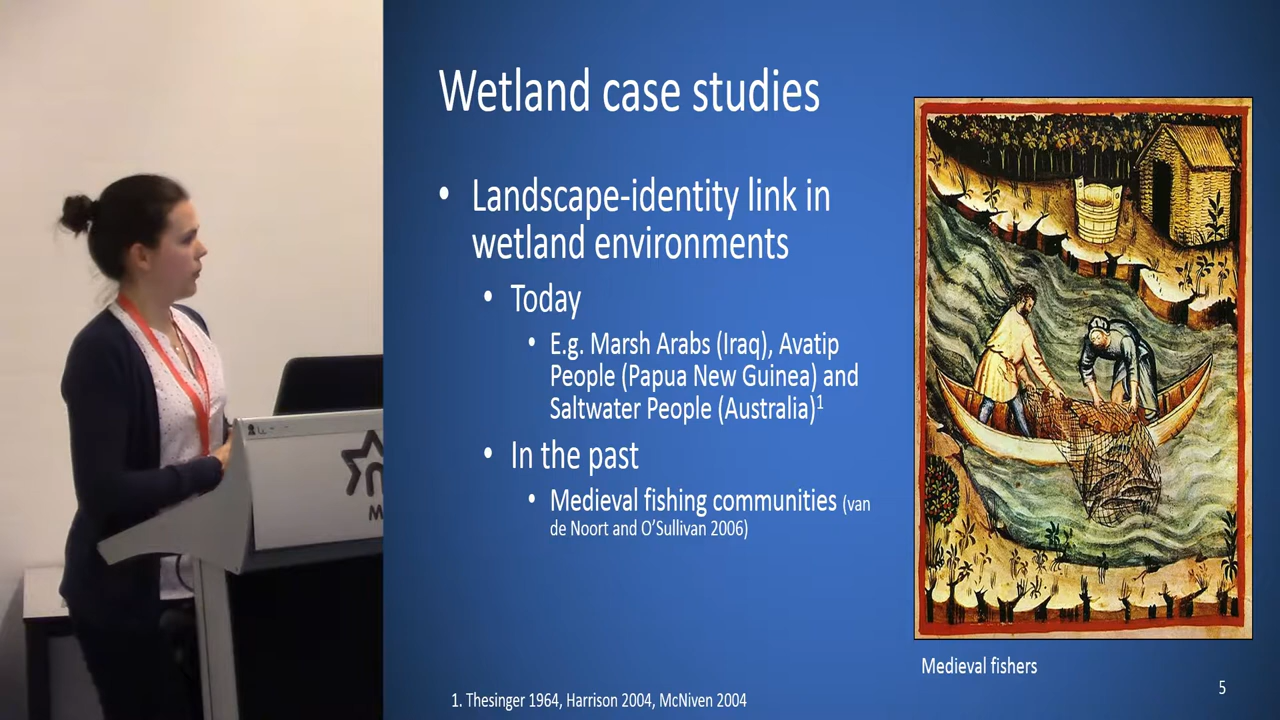 Wetland case studies
• Landscape-identity link in
wetland environments
• Today
• E.g. Marsh Arabs (Iraq), Avatip
People (Papua New Guinea) and
Saltwater People (Australia)¹
• In the past
• Medieval fishing communities (van
de Noort and O’Sullivan 2006)
Medieval fishers
1. Thesinger 1964, Harrison 2004, McNiven 2004
5